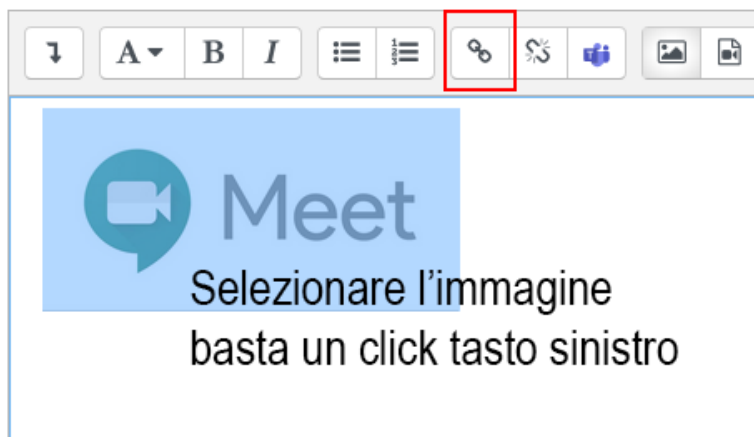 A B I
Meet
Selezionare l'immagine
basta un click tasto sinistro